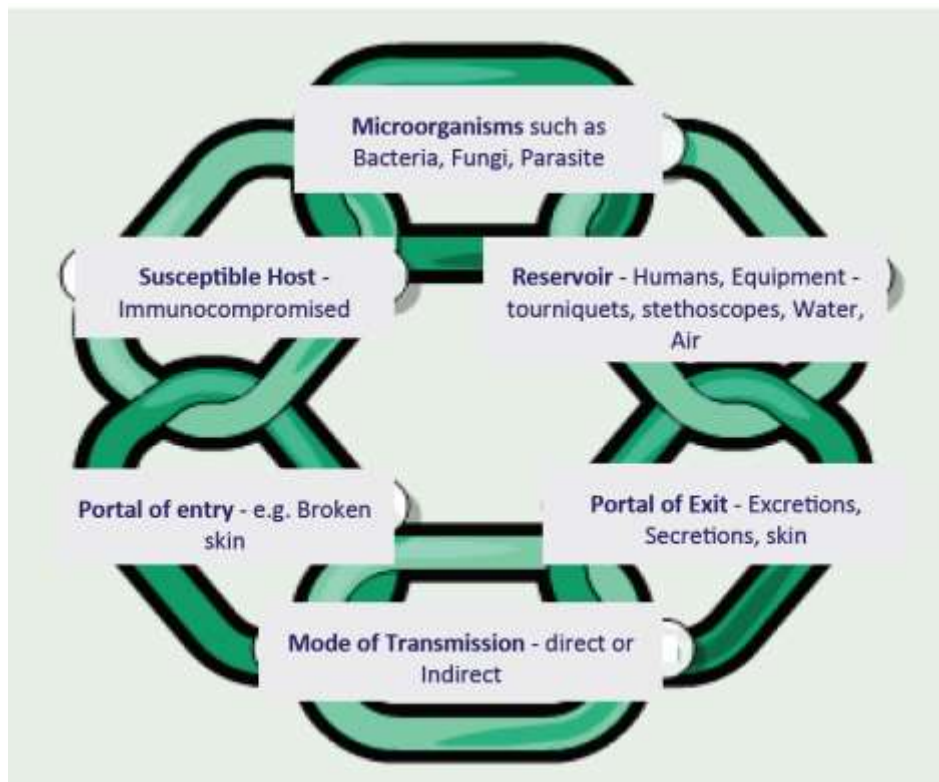 Microorganisms such as
Bacteria, Fungi, Parasite
Susceptible Host -
Immunocompromised
Reservoir - Humans, Equipment -
tourniquets, stethoscopes, Water,
Air
Portal of entry - e.g. Broken
skin
Portal of Exit - Excretions,
Secretions, skin
Mode of Transmission - direct or
Indirect